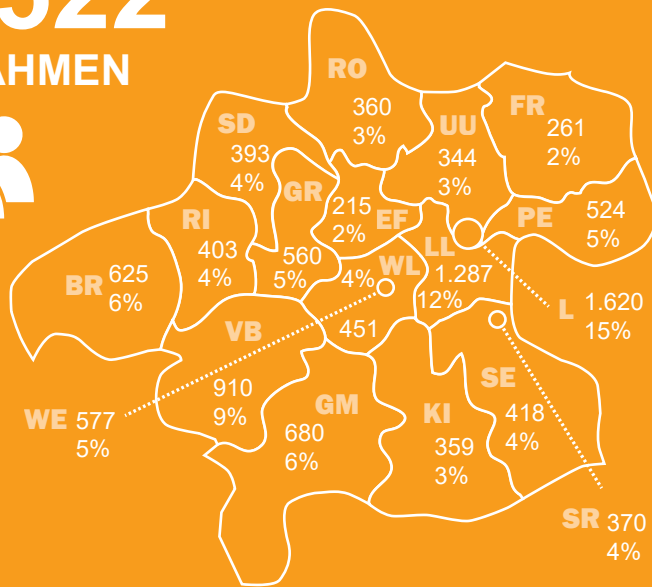 522
AHMEN
RO
360
3%
FR
261
2%
SD
393
4%
UU
344
3%
GR
560
5%
215
2%
EF
PE
524
5%
RI
403
4%
LL
1.287
12%
WL
4%
451
BR
625
6%
L
1.620
15%
VB
910
9%
SE
418
4%
GM
680
6%
KI
359
3%
WE
577
5%
SR
370
4%